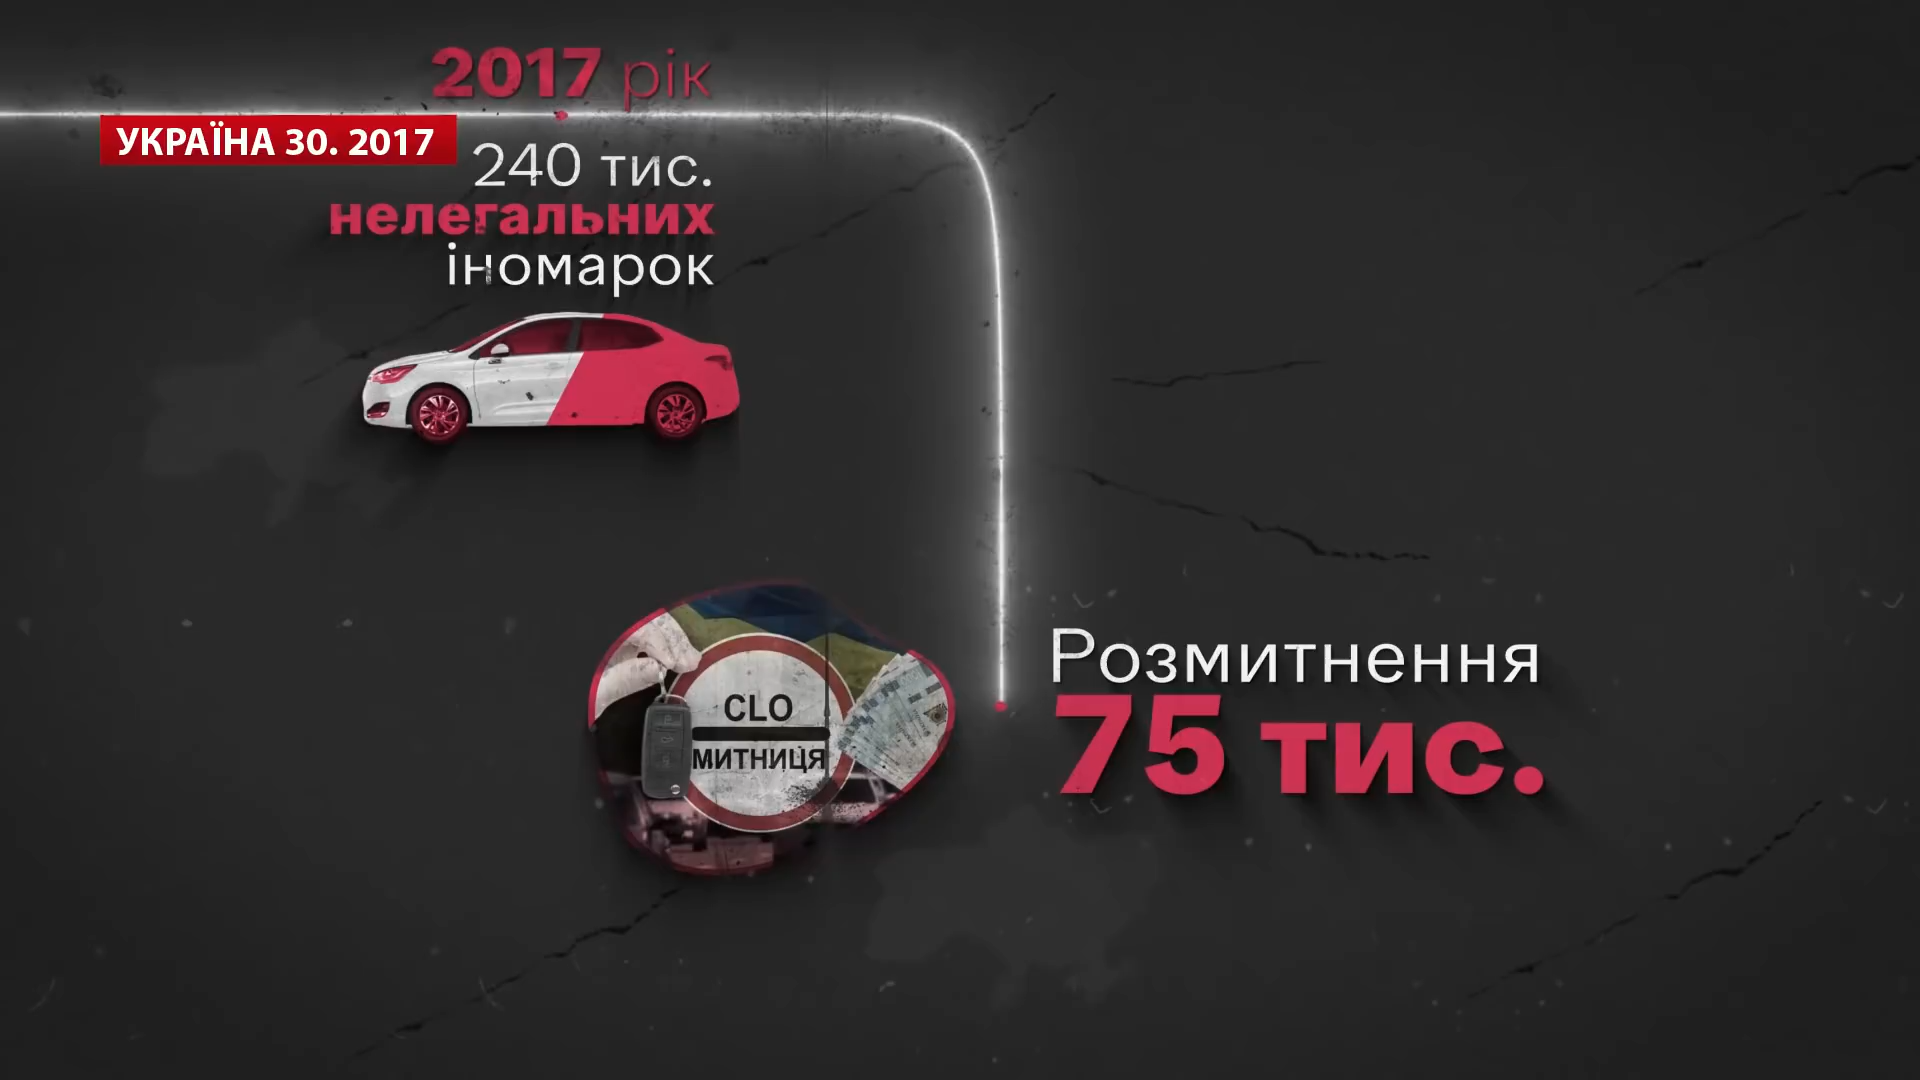 2017 рік
УКРАЇНА 30. 2017
240 тис.
нелегальних
іномарок
CLO
МИТНИЦЯ
Розмитнення
75 тис.